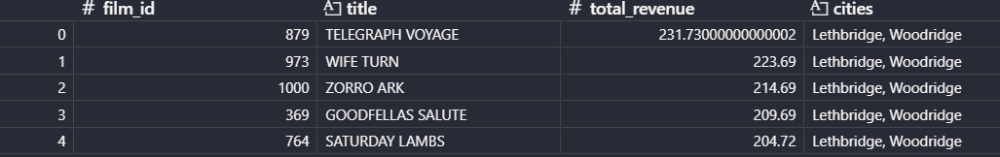 # film_id title # total_revenue cities
0 879 TELEGRAPH VOYAGE 231.73000000000002 Lethbridge, Woodridge
1 973 WIFE TURN 223.69 Lethbridge, Woodridge
2 1000 ZORRO ARK 214.69 Lethbridge, Woodridge
3 369 GOODFELLAS SALUTE 209.69 Lethbridge, Woodridge
4 764 SATURDAY LAMBS 204.72 Lethbridge, Woodridge